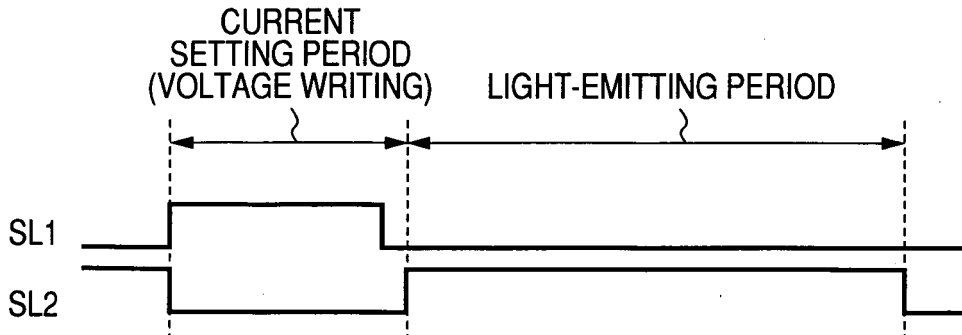 CURRENT
SETTING PERIOD
(VOLTAGE WRITING)
LIGHT-EMITTING PERIOD
SL1
SL2